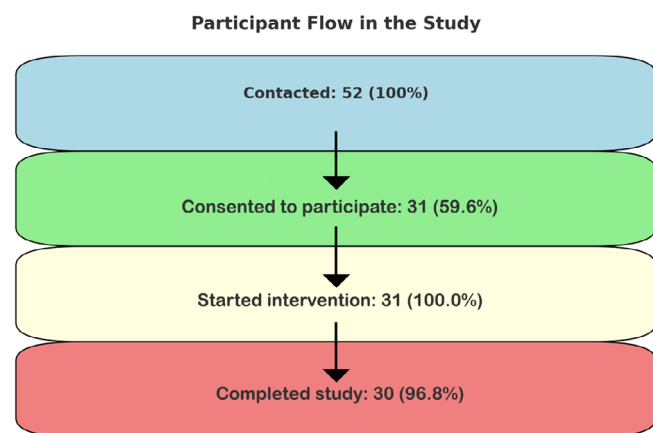 Participant Flow in the Study
Contacted: 52 (100%)
Consented to participate: 31 (59.6%)
Started intervention: 31 (100.0%)
Completed study: 30 (96.8%)